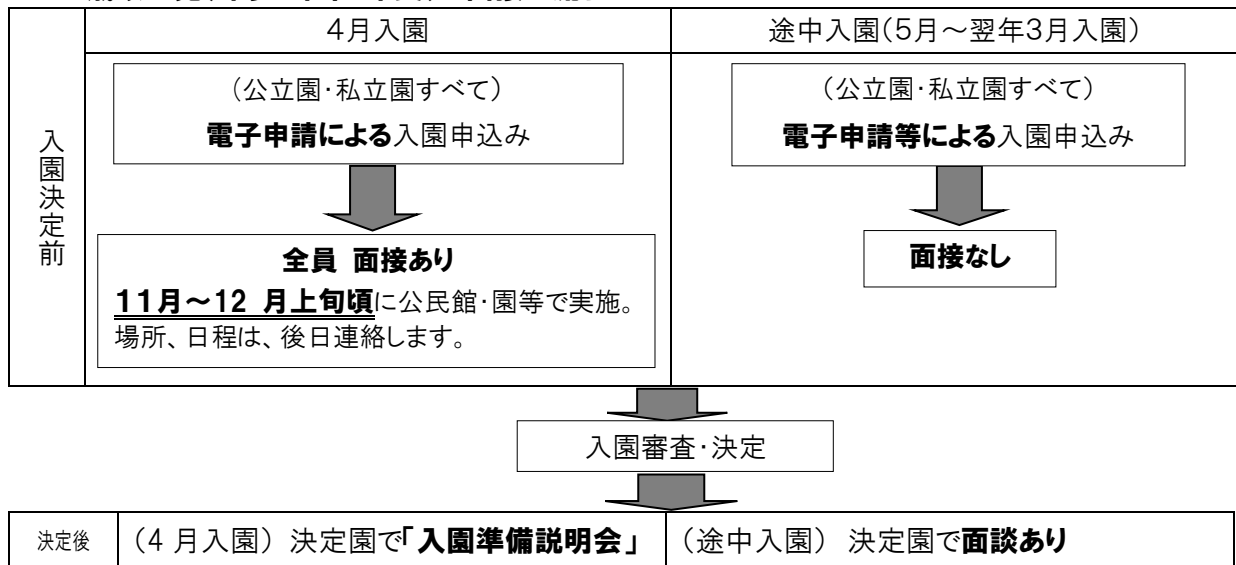 4月入園
途中入園(5月～翌年3月入園)
入園決定前
(公立園・私立園すべて)
電子申請による入園申込み
全員 面接あり
11月～12 月上旬頃に公民館・園等で実施。
場所、日程は、後日連絡します。
(公立園・私立園すべて)
電子申請等による入園申込み
面接なし
入園審査・決定
決定後
(4 月入園) 決定園で「入園準備説明会」
(途中入園) 決定園で面談あり